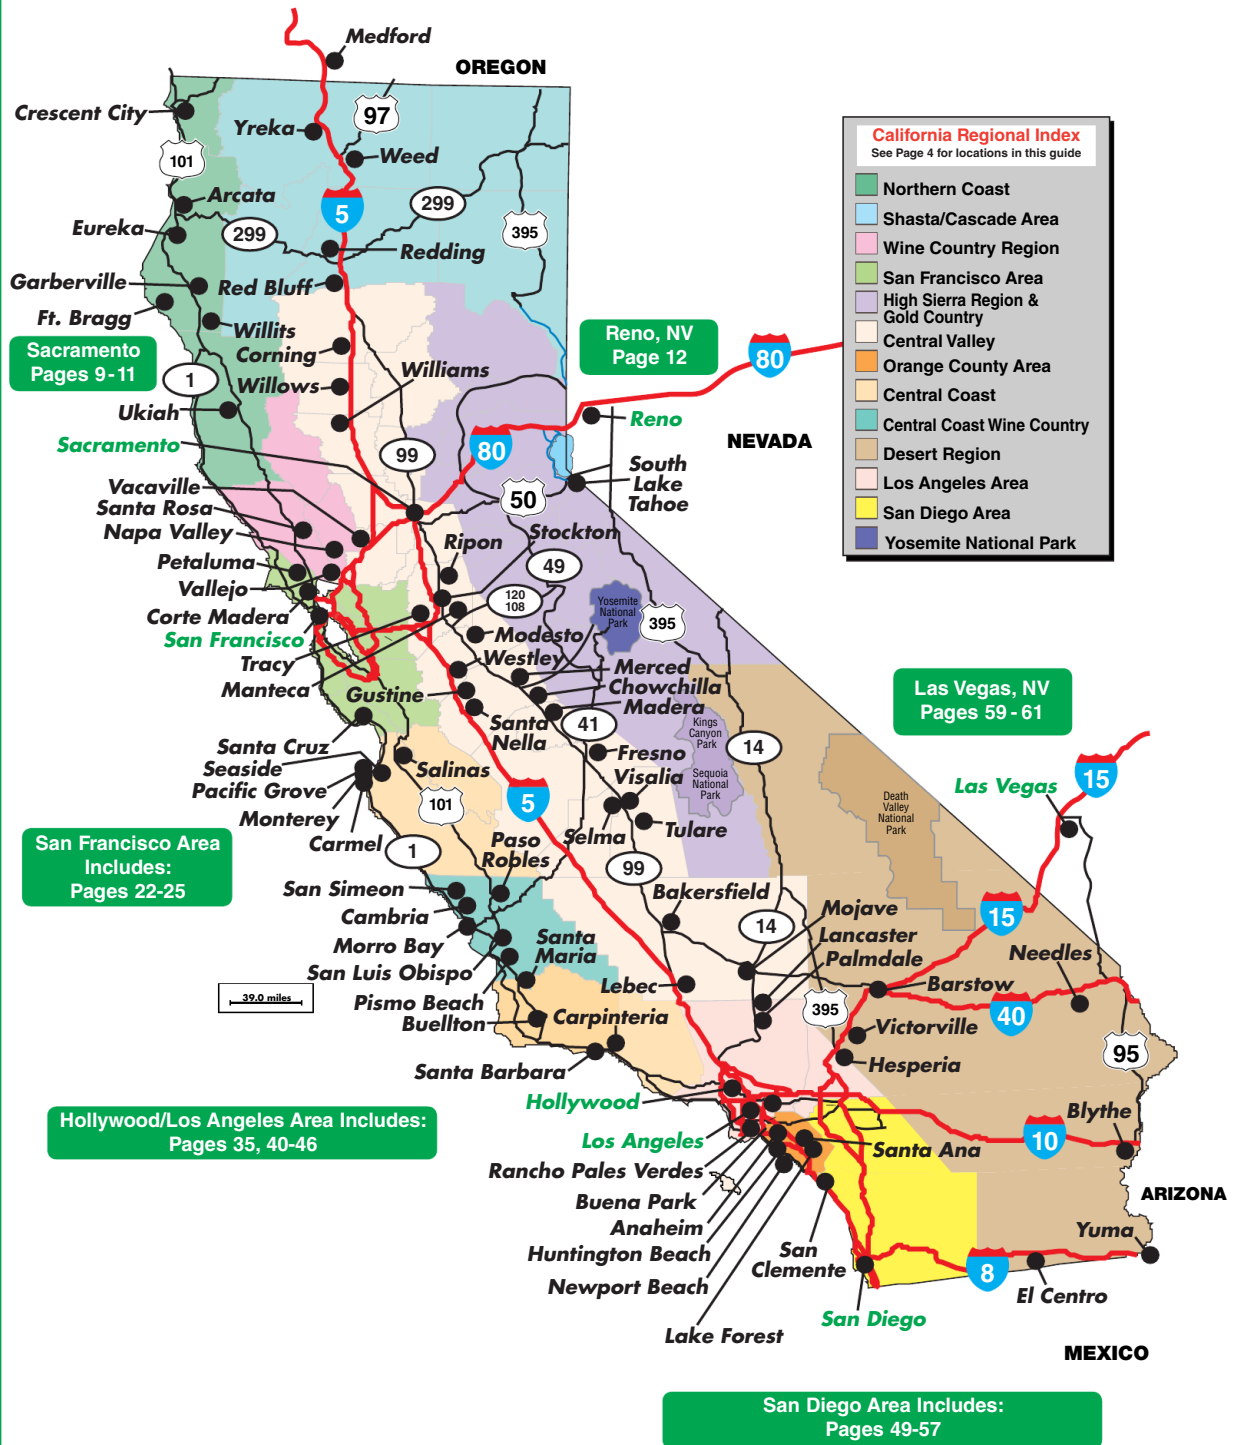 Medford
OREGON
Crescent City
97
Yreka
101
Weed
California Regional Index
See Page 4 for locations in this guide
Northern Coast
Shasta/Cascade Area
Wine Country Region
San Francisco Area
High Sierra Region &
Gold Country
Central Valley
Orange County Area
Central Coast
Central Coast Wine Country
Desert Region
Los Angeles Area
San Diego Area
Yosemite National Park
Arcata
5
299
Eureka
299
395
Redding
Garberville
Red Bluff
Ft. Bragg
Willits
Sacramento
Pages 9-11
Corning
Reno, NV
Page 12
80
1
Willows
Williams
Ukiah
Reno
Sacramento
99
80
NEVADA
South
Lake
Tahoe
Vacaville
50
Santa Rosa
Napa Valley
Stockton
Ripon
Petaluma
49
Vallejo
120
108
Yosemite
National
Park
395
Corte Madera
San Francisco
Modesto
Tracy
Westley
Merced
Manteca
Gustine
Chowchilla
Madera
Las Vegas, NV
Pages 59-61
Santa
Nella
41
Kings
Canyon
Park
14
Santa Cruz
Fresno
Seaside
Salinas
Visalia
Sequoia
National
Park
15
Pacific Grove
101
5
Las Vegas
Monterey
Death
Valley
National
Park
Carmel
Selma
Tulare
San Francisco Area
Includes:
Pages 22-25
1
Paso
Robles
99
San Simeon
Bakersfield
Cambria
14
Mojave
15
Morro Bay
Santa
Maria
Lancaster
Needles
San Luis Obispo
Palmdale
39.0 miles
Pismo Beach
Lebec
Barstow
Buellton
Carpinteria
395
40
Victorville
95
Santa Barbara
Hesperia
Hollywood
Hollywood/Los Angeles Area Includes:
Pages 35, 40-46
Blythe
Los Angeles
10
Santa Ana
Rancho Pales Verdes
Buena Park
ARIZONA
Anaheim
Yuma
Huntington Beach
San
Clemente
Newport Beach
8
El Centro
San Diego
Lake Forest
MEXICO
San Diego Area Includes:
Pages 49-57